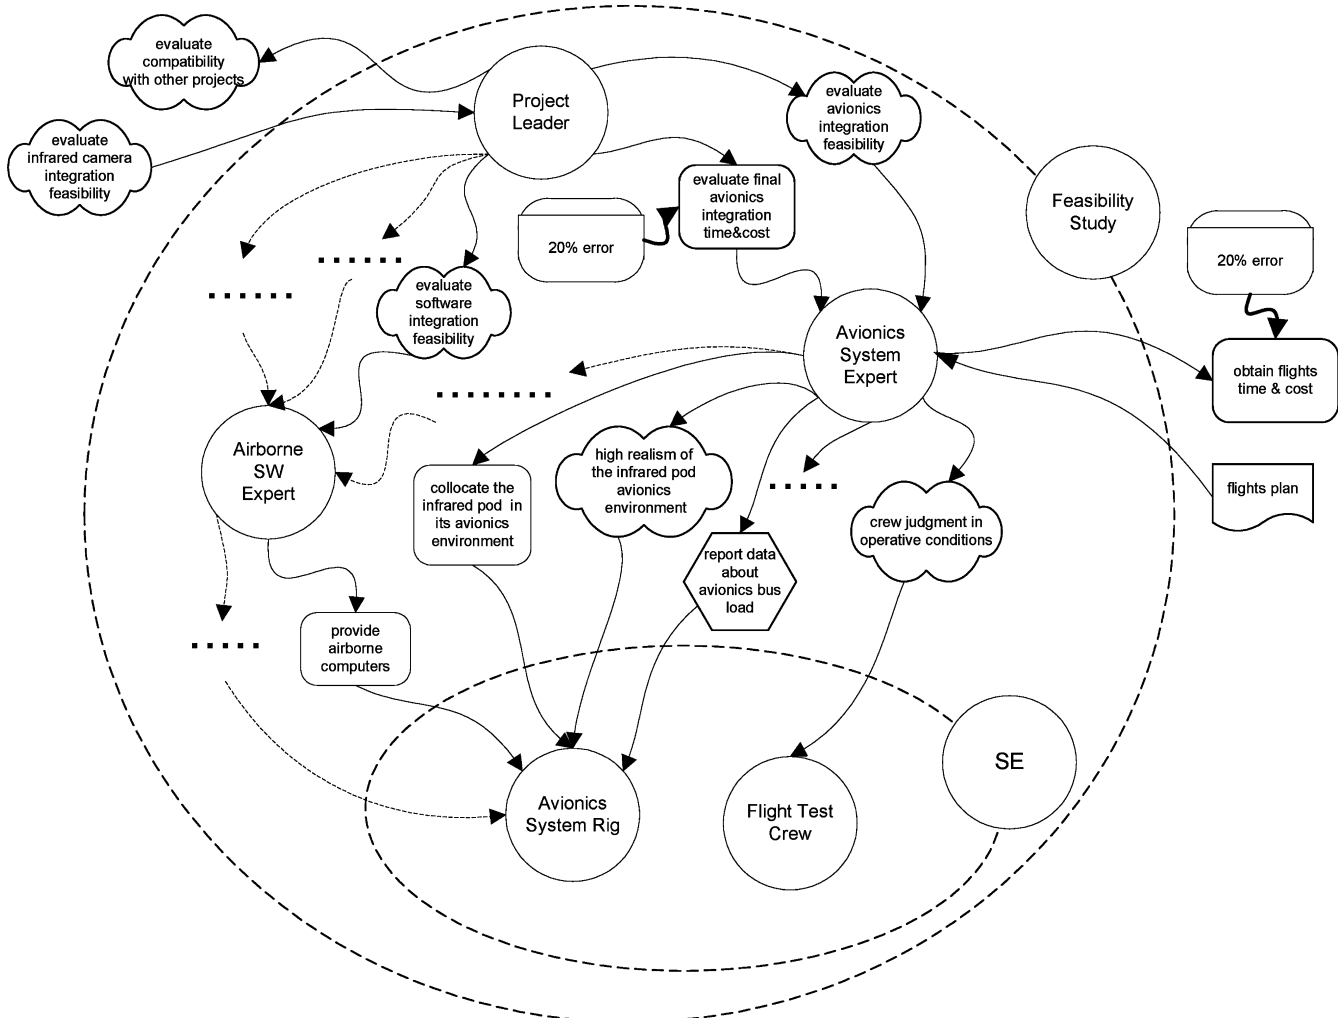 evaluate
compatibility
with other projects
evaluate
infrared camera
integration
feasibility
Project
Leader
evaluate
avionics
integration
feasibility
evaluate final
avionics
integration
time&cost
20% error
Feasibility
Study
20% error
evaluate
software
integration
feasibility
Avionics
System
Expert
obtain flights
time & cost
flights plan
Airborne
SW
Expert
collocate the
infrared pod in
its avionics
environment
high realism of
the infrared pod
avionics
environment
report data
about
avionics bus
load
crew judgment in
operative conditions
provide
airborne
computers
Avionics
System Rig
Flight Test
Crew
SE